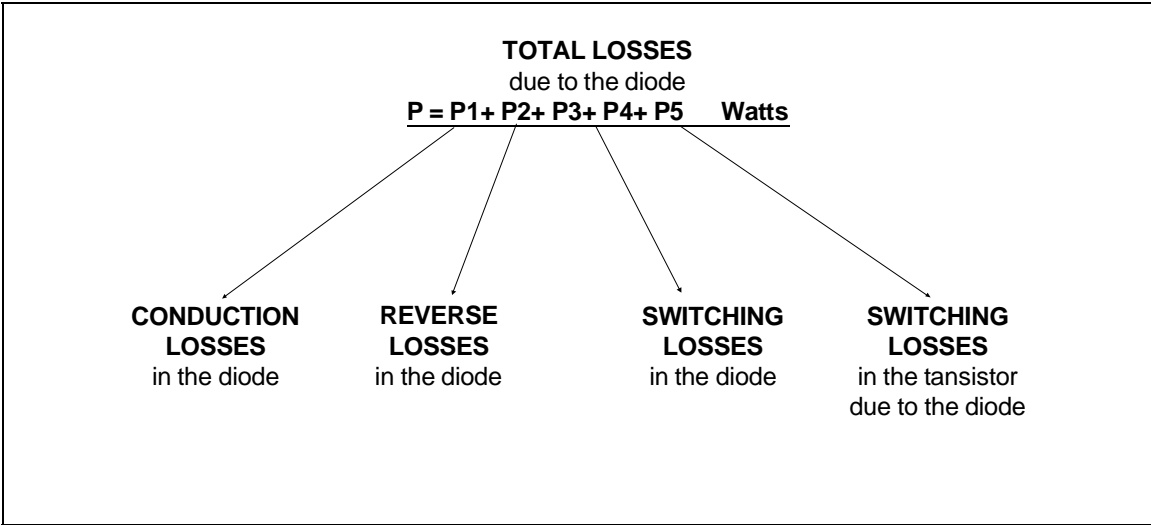 TOTAL LOSSES
due to the diode
P = P1+ P2+ P3+ P4+ P5 Watts
CONDUCTION
LOSSES
in the diode
REVERSE
LOSSES
in the diode
SWITCHING
LOSSES
in the diode
SWITCHING
LOSSES
in the tansistor
due to the diode